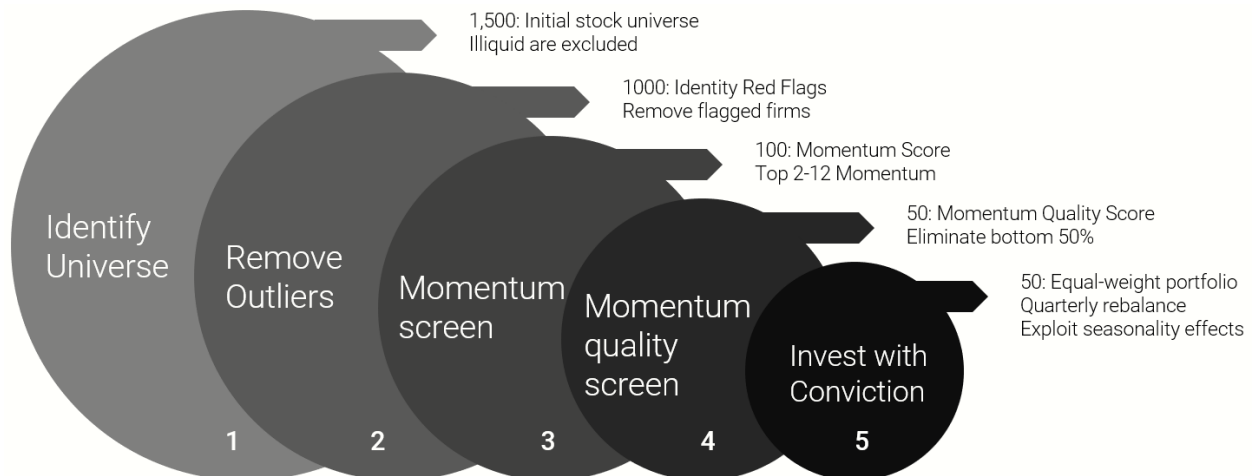 1,500: Initial stock universe
Illiquid are excluded
1000: Identity Red Flags
Remove flagged firms
100: Momentum Score
Top 2-12 Momentum
50: Momentum Quality Score
Eliminate bottom 50%
50: Equal-weight portfolio
Quarterly rebalance
Exploit seasonality effects
Identify
Universe
Remove
Outliers
Momentum
screen
Momentum
quality
screen
Invest with
Conviction
1
2
3
4
5